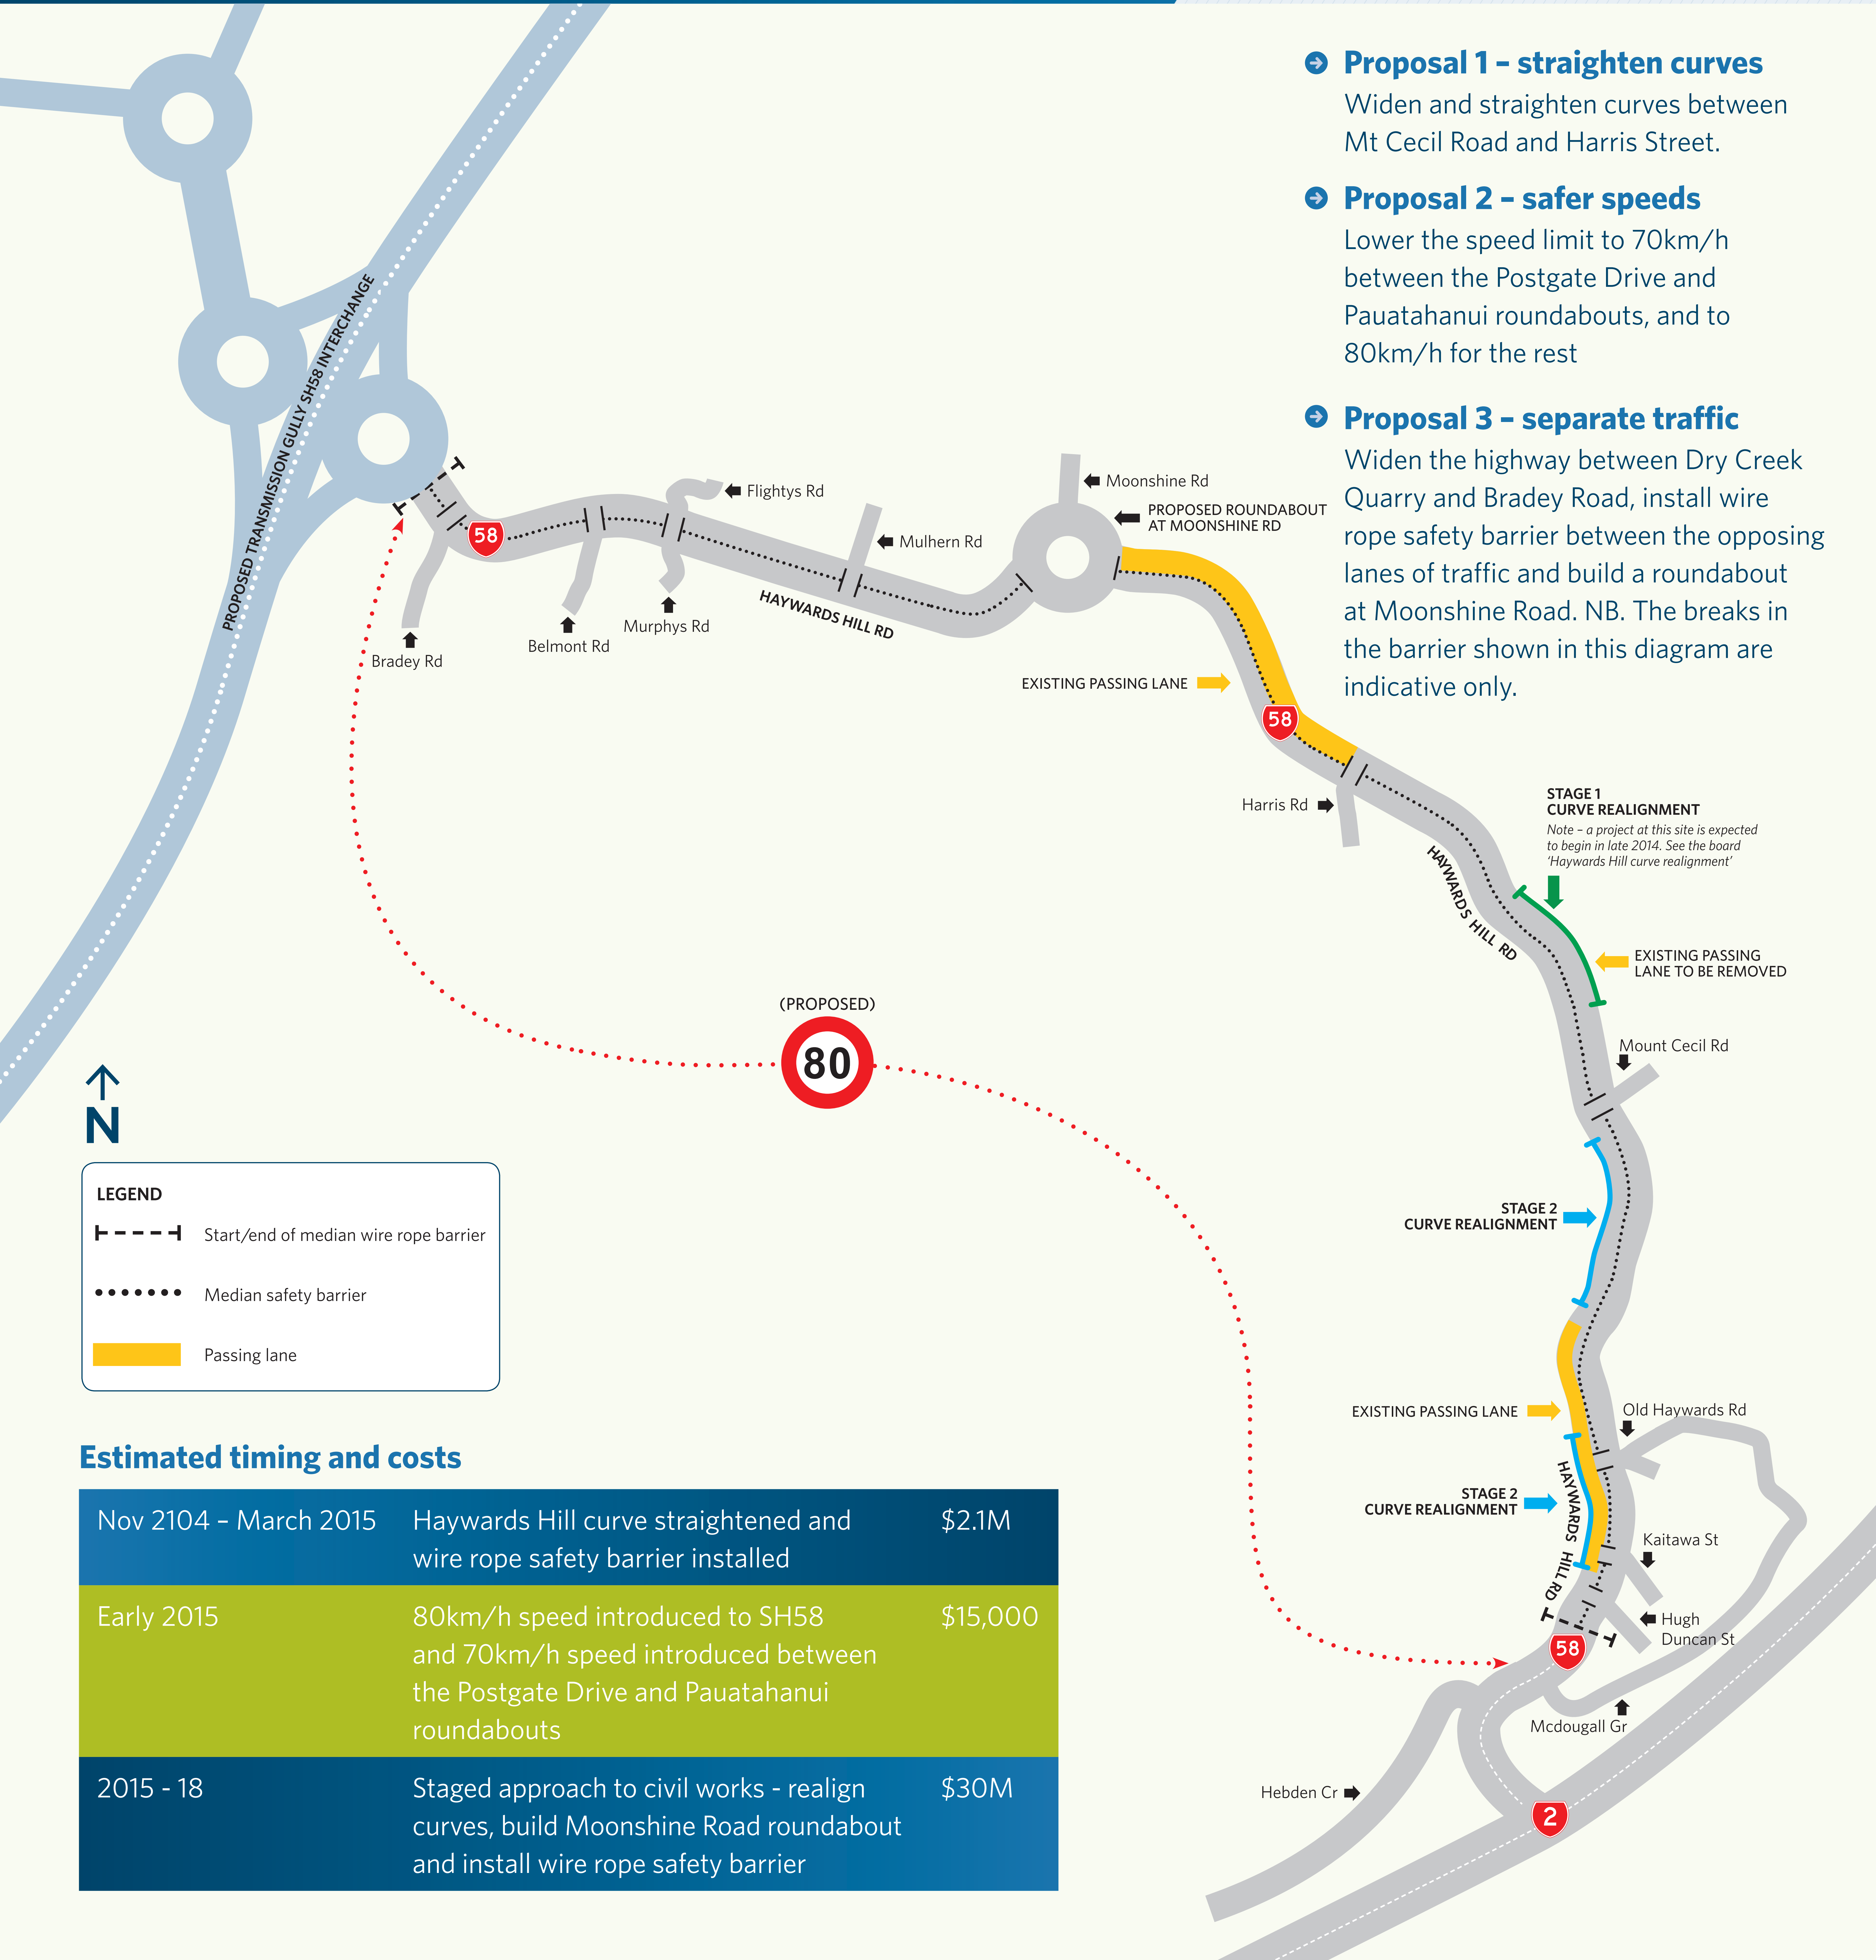 Proposal 1 – straighten curves
Widen and straighten curves between
Mt Cecil Road and Harris Street.
Proposal 2 – safer speeds
Lower the speed limit to 70km/h
between the Postgate Drive and
Pauatahanui roundabouts, and to
80km/h for the rest
Proposal 3 – separate traffic
Widen the highway between Dry Creek
Quarry and Bradey Road, install wire
rope safety barrier between the opposing
lanes of traffic and build a roundabout
at Moonshine Road. NB. The breaks in
the barrier shown in this diagram are
indicative only.
PROPOSED TRANSMISSION GULLY SH58 INTERCHANGE
58
Flightys Rd
Mulhern Rd
Moonshine Rd
PROPOSED ROUNDABOUT
AT MOONSHINE RD
Bradey Rd
Belmont Rd
Murphys Rd
HAYWARDS HILL RD
EXISTING PASSING LANE
58
Harris Rd
STAGE 1
CURVE REALIGNMENT
Note – a project at this site is expected
to begin in late 2014. See the board
‘Haywards Hill curve realignment’
HAYWARDS HILL RD
EXISTING PASSING
LANE TO BE REMOVED
(PROPOSED)
80
Mount Cecil Rd
N
LEGEND
Start/end of median wire rope barrier
Median safety barrier
Passing lane
STAGE 2
CURVE REALIGNMENT
EXISTING PASSING LANE
Old Haywards Rd
STAGE 2
CURVE REALIGNMENT
HAYWARDS HILL RD
Kaitawa St
Hugh
Duncan St
58
Mcdougall Gr
Hebden Cr
2
Estimated timing and costs
Nov 2104 – March 2015 Haywards Hill curve straightened and $2.1M
wire rope safety barrier installed
Early 2015 80km/h speed introduced to SH58 $15,000
and 70km/h speed introduced between
the Postgate Drive and Pauatahanui
roundabouts
2015 - 18 Staged approach to civil works - realign $30M
curves, build Moonshine Road roundabout
and install wire rope safety barrier